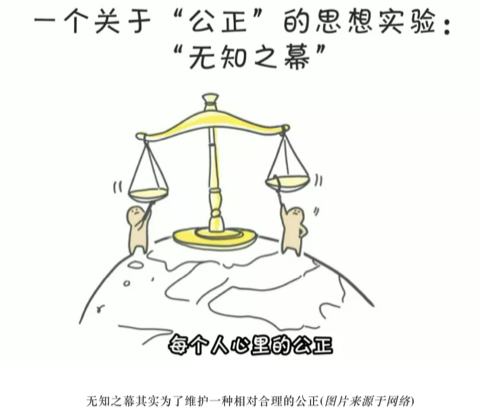 一个关于“公正”的思想实验：
“无知之幕”
每个人心里的公正
无知之幕其实为了维护一种相对合理的公正(图片来源于网络)